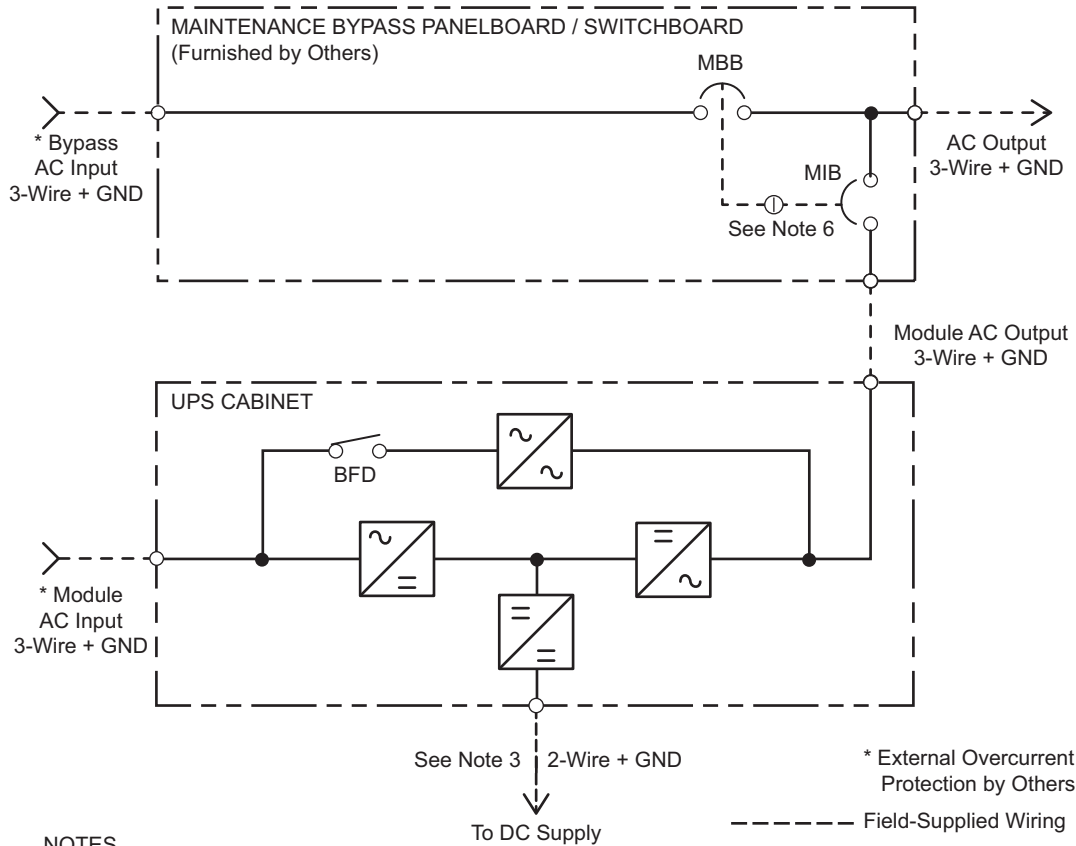 MAINTENANCE BYPASS PANELBOARD / SWITCHBOARD
(Furnished by Others)
MBB
* Bypass
AC Input
3-Wire + GND
AC Output
3-Wire + GND
MIB
See Note 6
Module AC Output
3-Wire + GND
UPS CABINET
BFD
* Module
AC Input
3-Wire + GND
See Note 3
2-Wire + GND
To DC Supply
* External Overcurrent
Protection by Others
Field-Supplied Wiring
NOTES